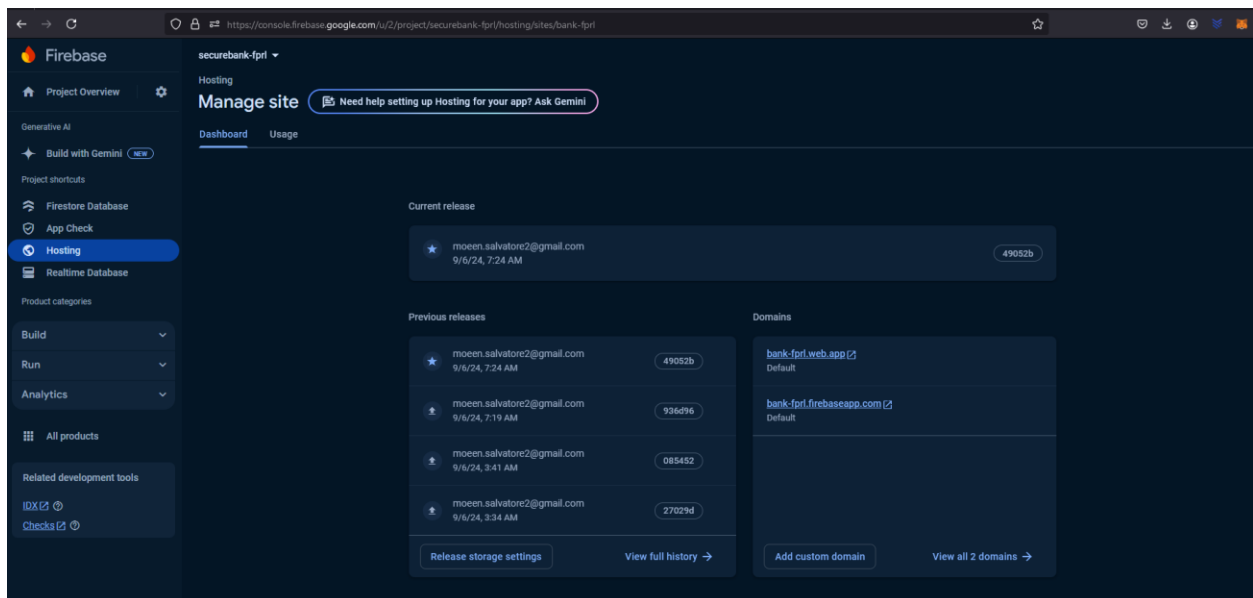 https://console.firebase.google.com/u/2/project/securebank-fprl/hosting/sites/bank-fprl
Firebase
Project Overview
Generative AI
Build with Gemini NEW
Project shortcuts
Firestore Database
App Check
Hosting
Realtime Database
Product categories
Build
Run
Analytics
All products
Related development tools
IDX
Checks
securebank-fprl
Hosting
Manage site
Need help setting up Hosting for your app? Ask Gemini
Dashboard Usage
Current release
moeen.salvatore2@gmail.com
9/6/24, 7:24 AM
49052b
Previous releases
moeen.salvatore2@gmail.com
9/6/24, 7:24 AM
49052b
moeen.salvatore2@gmail.com
9/6/24, 7:19 AM
936d96
moeen.salvatore2@gmail.com
9/6/24, 3:41 AM
085452
moeen.salvatore2@gmail.com
9/6/24, 3:34 AM
27029d
Release storage settings
View full history
Domains
bank-fprl.web.app
Default
bank-fprl.firebaseapp.com
Default
Add custom domain
View all 2 domains